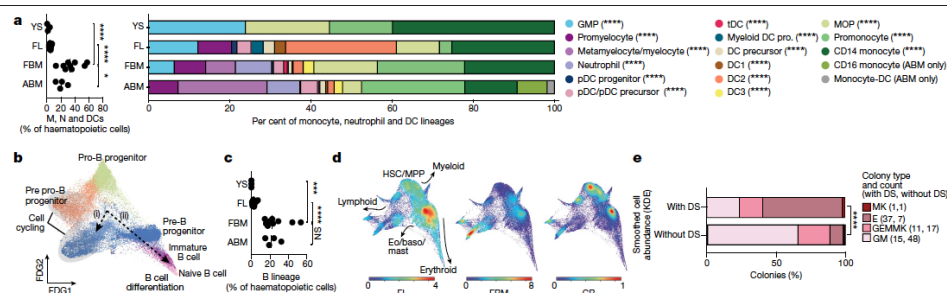 a
YS
FL
FBM
ABM
****
****
*
0 20 40 60 80
M, N and DCs
(% of haematopoietic cells)
YS
FL
FBM
ABM
0 20 40 60 80 100
Per cent of monocyte, neutrophil and DC lineages
GMP (****)
Promyelocyte (****)
Metamyelocyte/myelocyte (****)
Neutrophil (****)
pDC progenitor (****)
pDC/pDC precursor (****)
tDC (****)
Myeloid DC pro. (****)
DC precursor (****)
DC1 (****)
DC2 (****)
DC3 (****)
MOP (****)
Promonocyte (****)
CD14 monocyte (****)
CD16 monocyte (ABM only)
Monocyte-DC (ABM only)
b
Pro-B progenitor
Pre pro-B
progenitor
Cell
cycling
(i)
(ii)
Pre-B
progenitor
Immature
B cell
Naive B cell
B cell
differentiation
FDG2
FDG1
c
YS
FL
FBM
ABM
***
****
NS
0 20 40 60
B lineage
(% of haematopoietic cells)
d
HSC/MPP
Myeloid
Lymphoid
Eo/baso/
mast
Erythroid
0 4
FL
0 8
FBM
0 1
CB
Smoothed cell
abundance (KDE)
e
With DS
Without DS
****
0 50 100
Colonies (%)
Colony type
and count
(with DS, without DS)
MK (1,1)
E (37, 7)
GEMMK (11, 17)
GM (15, 48)